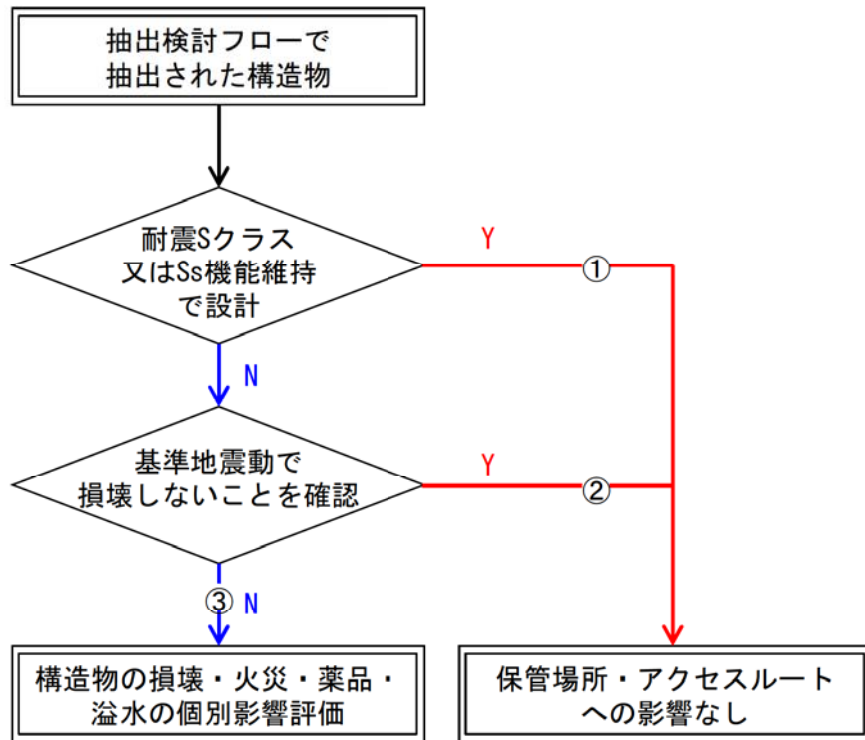 抽出検討フローで
抽出された構造物
耐震Sクラス
又はSs機能維持
で設計
Y
①
N
基準地震動で
損壊しないことを確認
Y
②
③
N
構造物の損壊・火災・薬品・
溢水の個別影響評価
保管場所・アクセスルート
への影響なし